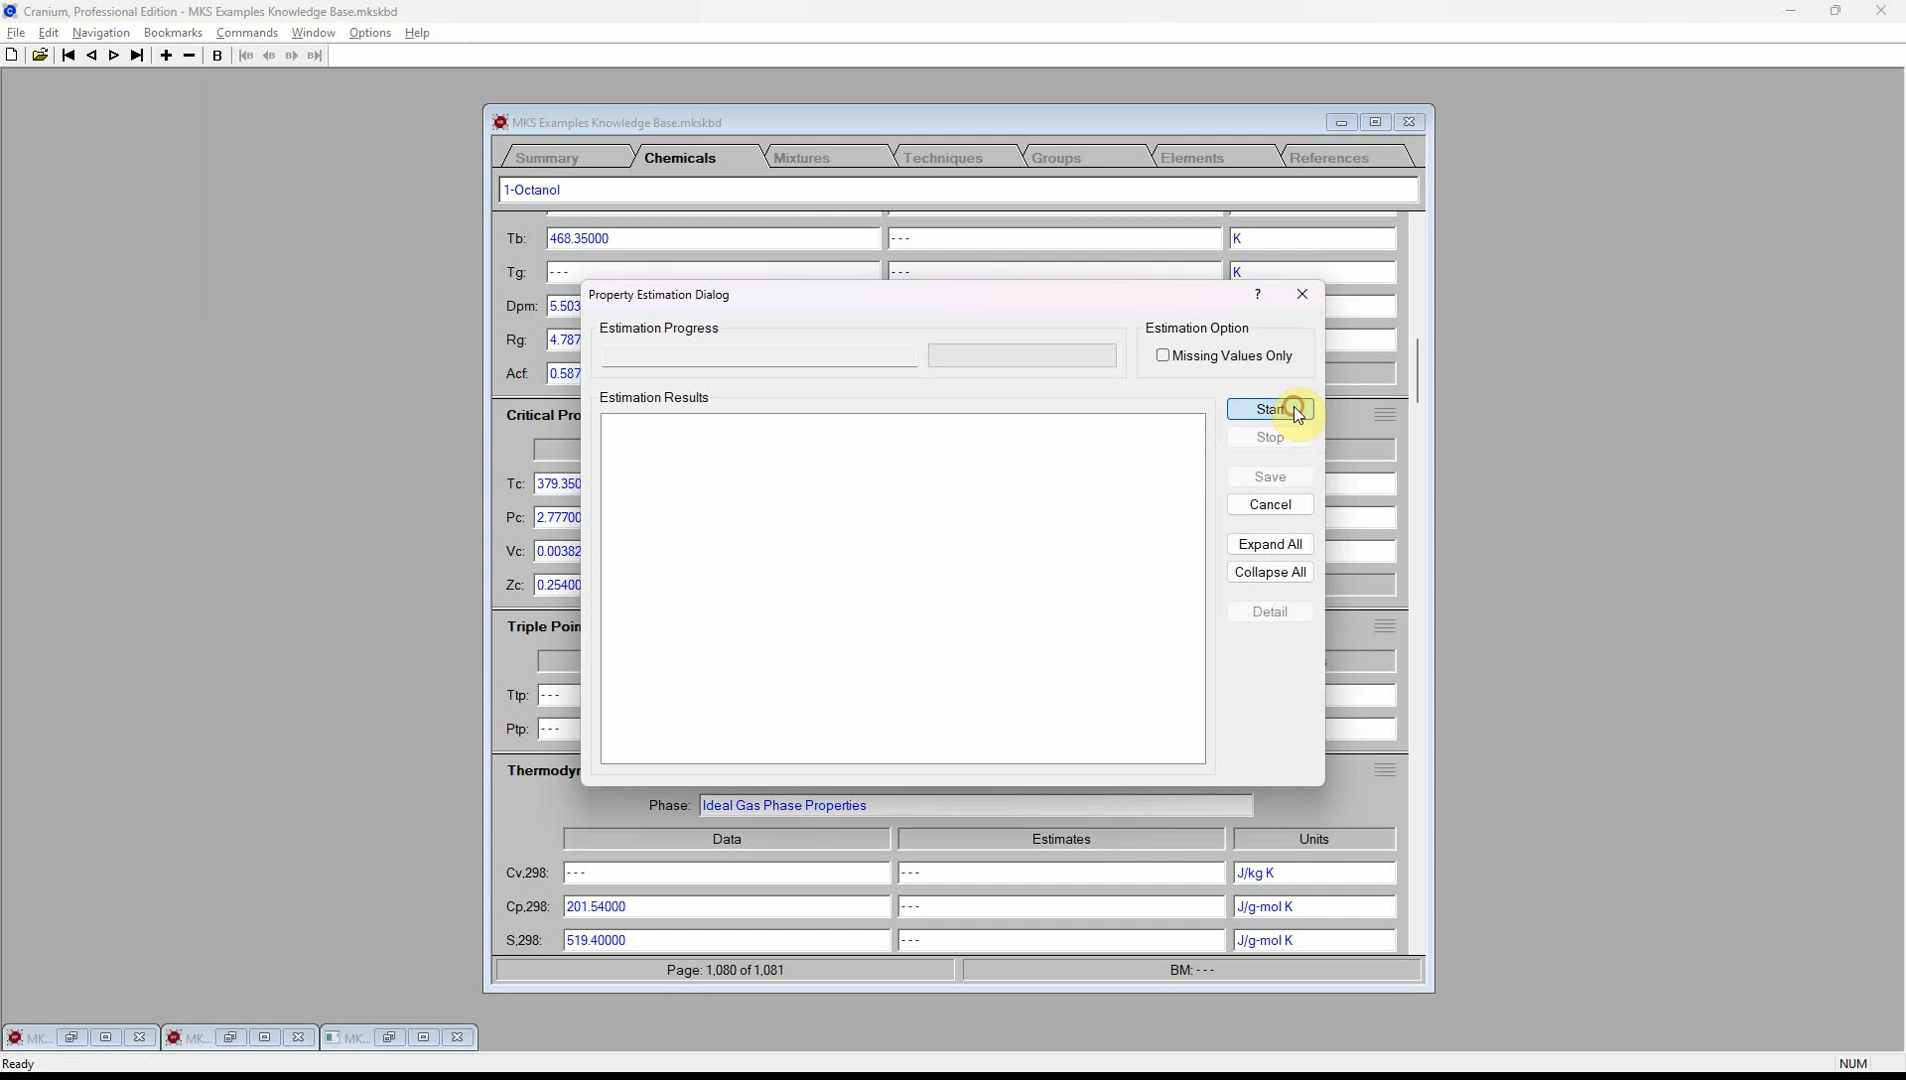 Cranium, Professional Edition - MKS Examples Knowledge Base.mkskbd
File Edit Navigation Bookmarks Commands Window Options Help
B B B B B
MKS Examples Knowledge Base.mkskbd
Summary Chemicals Mixtures Techniques Groups Elements References
1-Octanol
Tb: 468.35000 - - - K
Tg: - - - - - - K
Property Estimation Dialog ?
Dpm: 5.503
Estimation Progress Estimation Option
Rg: 4.787
Missing Values Only
Acf: 0.587
Estimation Results
Start
Critical Pro
Stop
Save
Tc: 379.350
Cancel
Pc: 2.77700
Expand All
Vc: 0.00382
Collapse All
Zc: 0.25400
Detail
Triple Poin
Ttp: - - -
Ptp: - - -
Thermodyn
Phase: Ideal Gas Phase Properties
Data Estimates Units
Cv,298: - - - - - - J/kg K
Cp,298: 201.54000 - - - J/g-mol K
S,298: 519.40000 - - - J/g-mol K
Page: 1,080 of 1,081 BM: - - -
MK... MK... MK...
Ready NUM